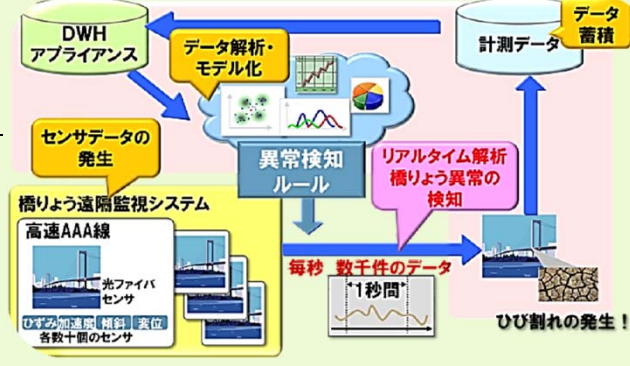 DWH
アプライアンス
データ解析・
モデル化
計測データ
データ
蓄積
センサデータの
発生
異常検知
ルール
リアルタイム解析
橋りょう異常の
検知
橋りょう遠隔監視システム
高速AAA線
光ファイバ
センサ
ひずみ 加速度 傾斜 変位
各数十個のセンサ
毎秒 数千件のデータ
1秒間
ひび割れの発生！